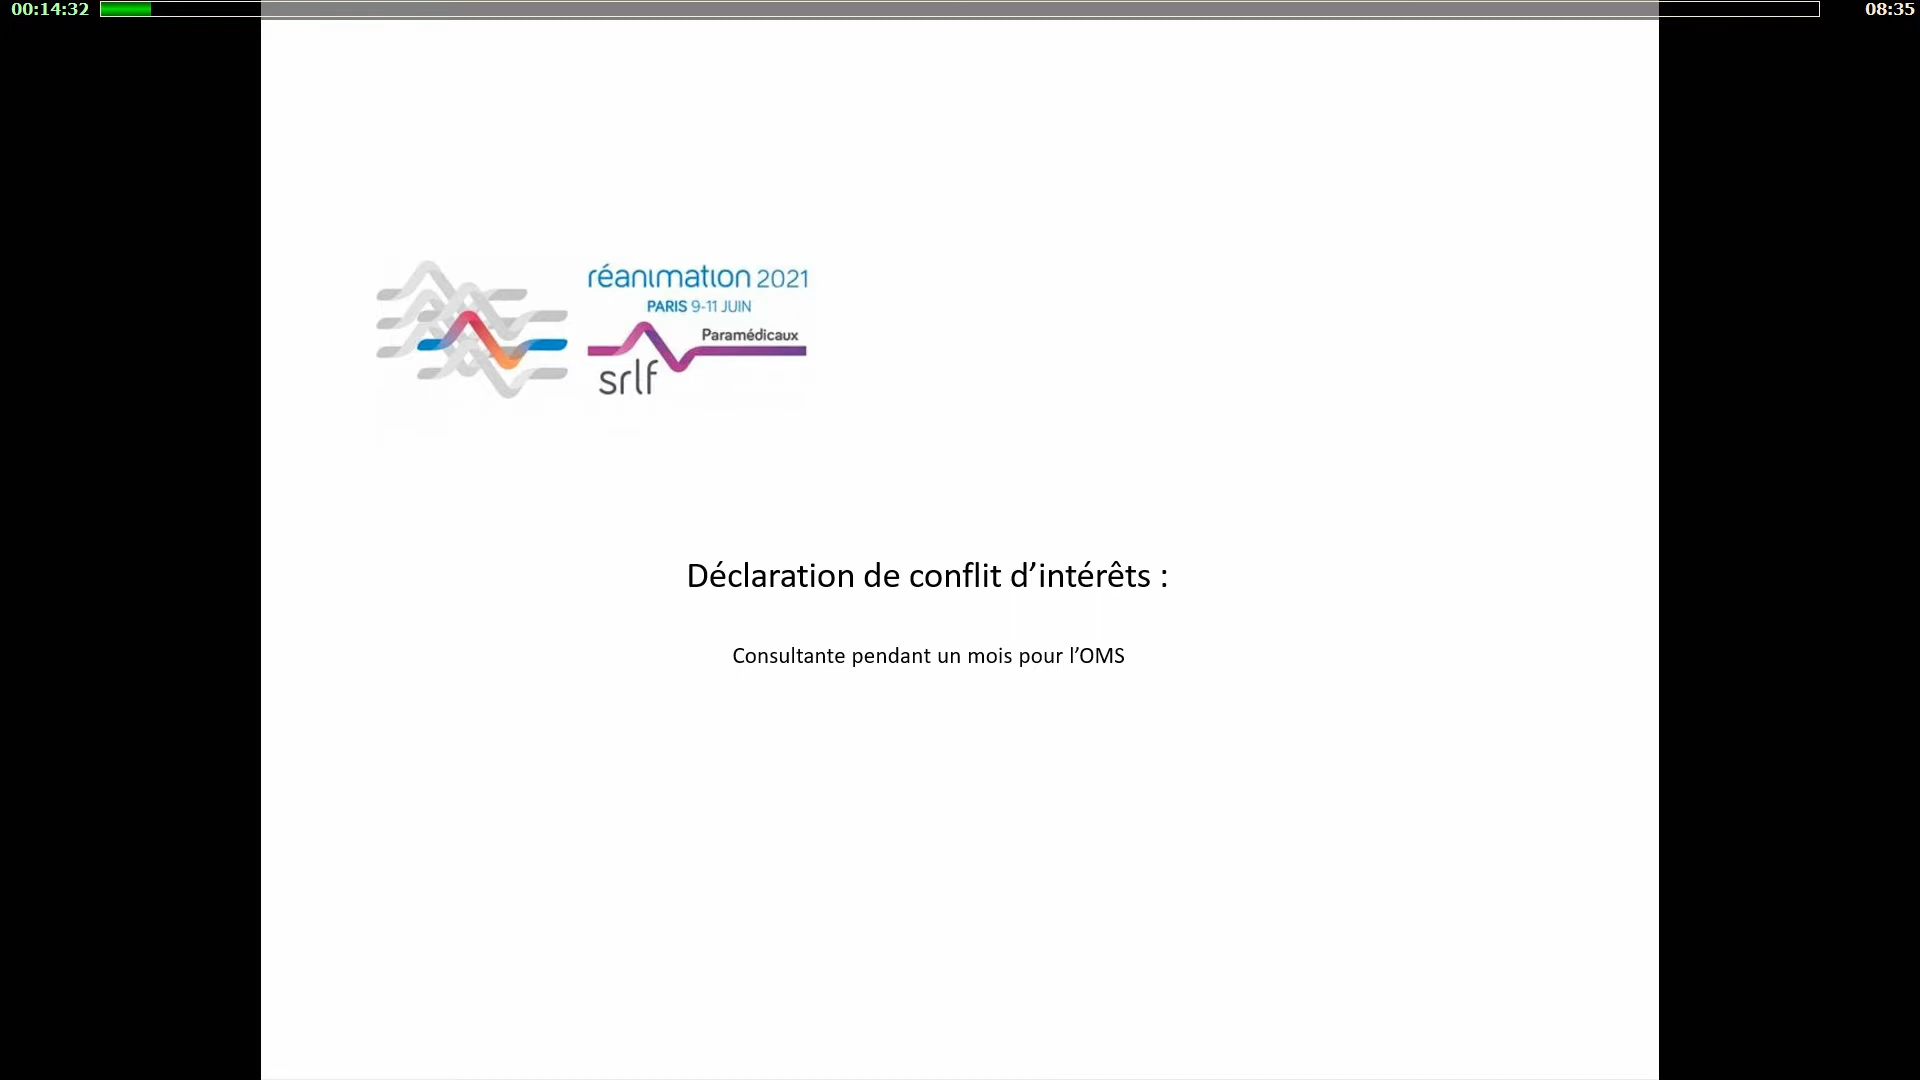 00:14:32
08:35
réanimation 2021
PARIS 9-11 JUIN
Paramédicaux
srlf
Déclaration de conflit d’intérêts :
Consultante pendant un mois pour l’OMS